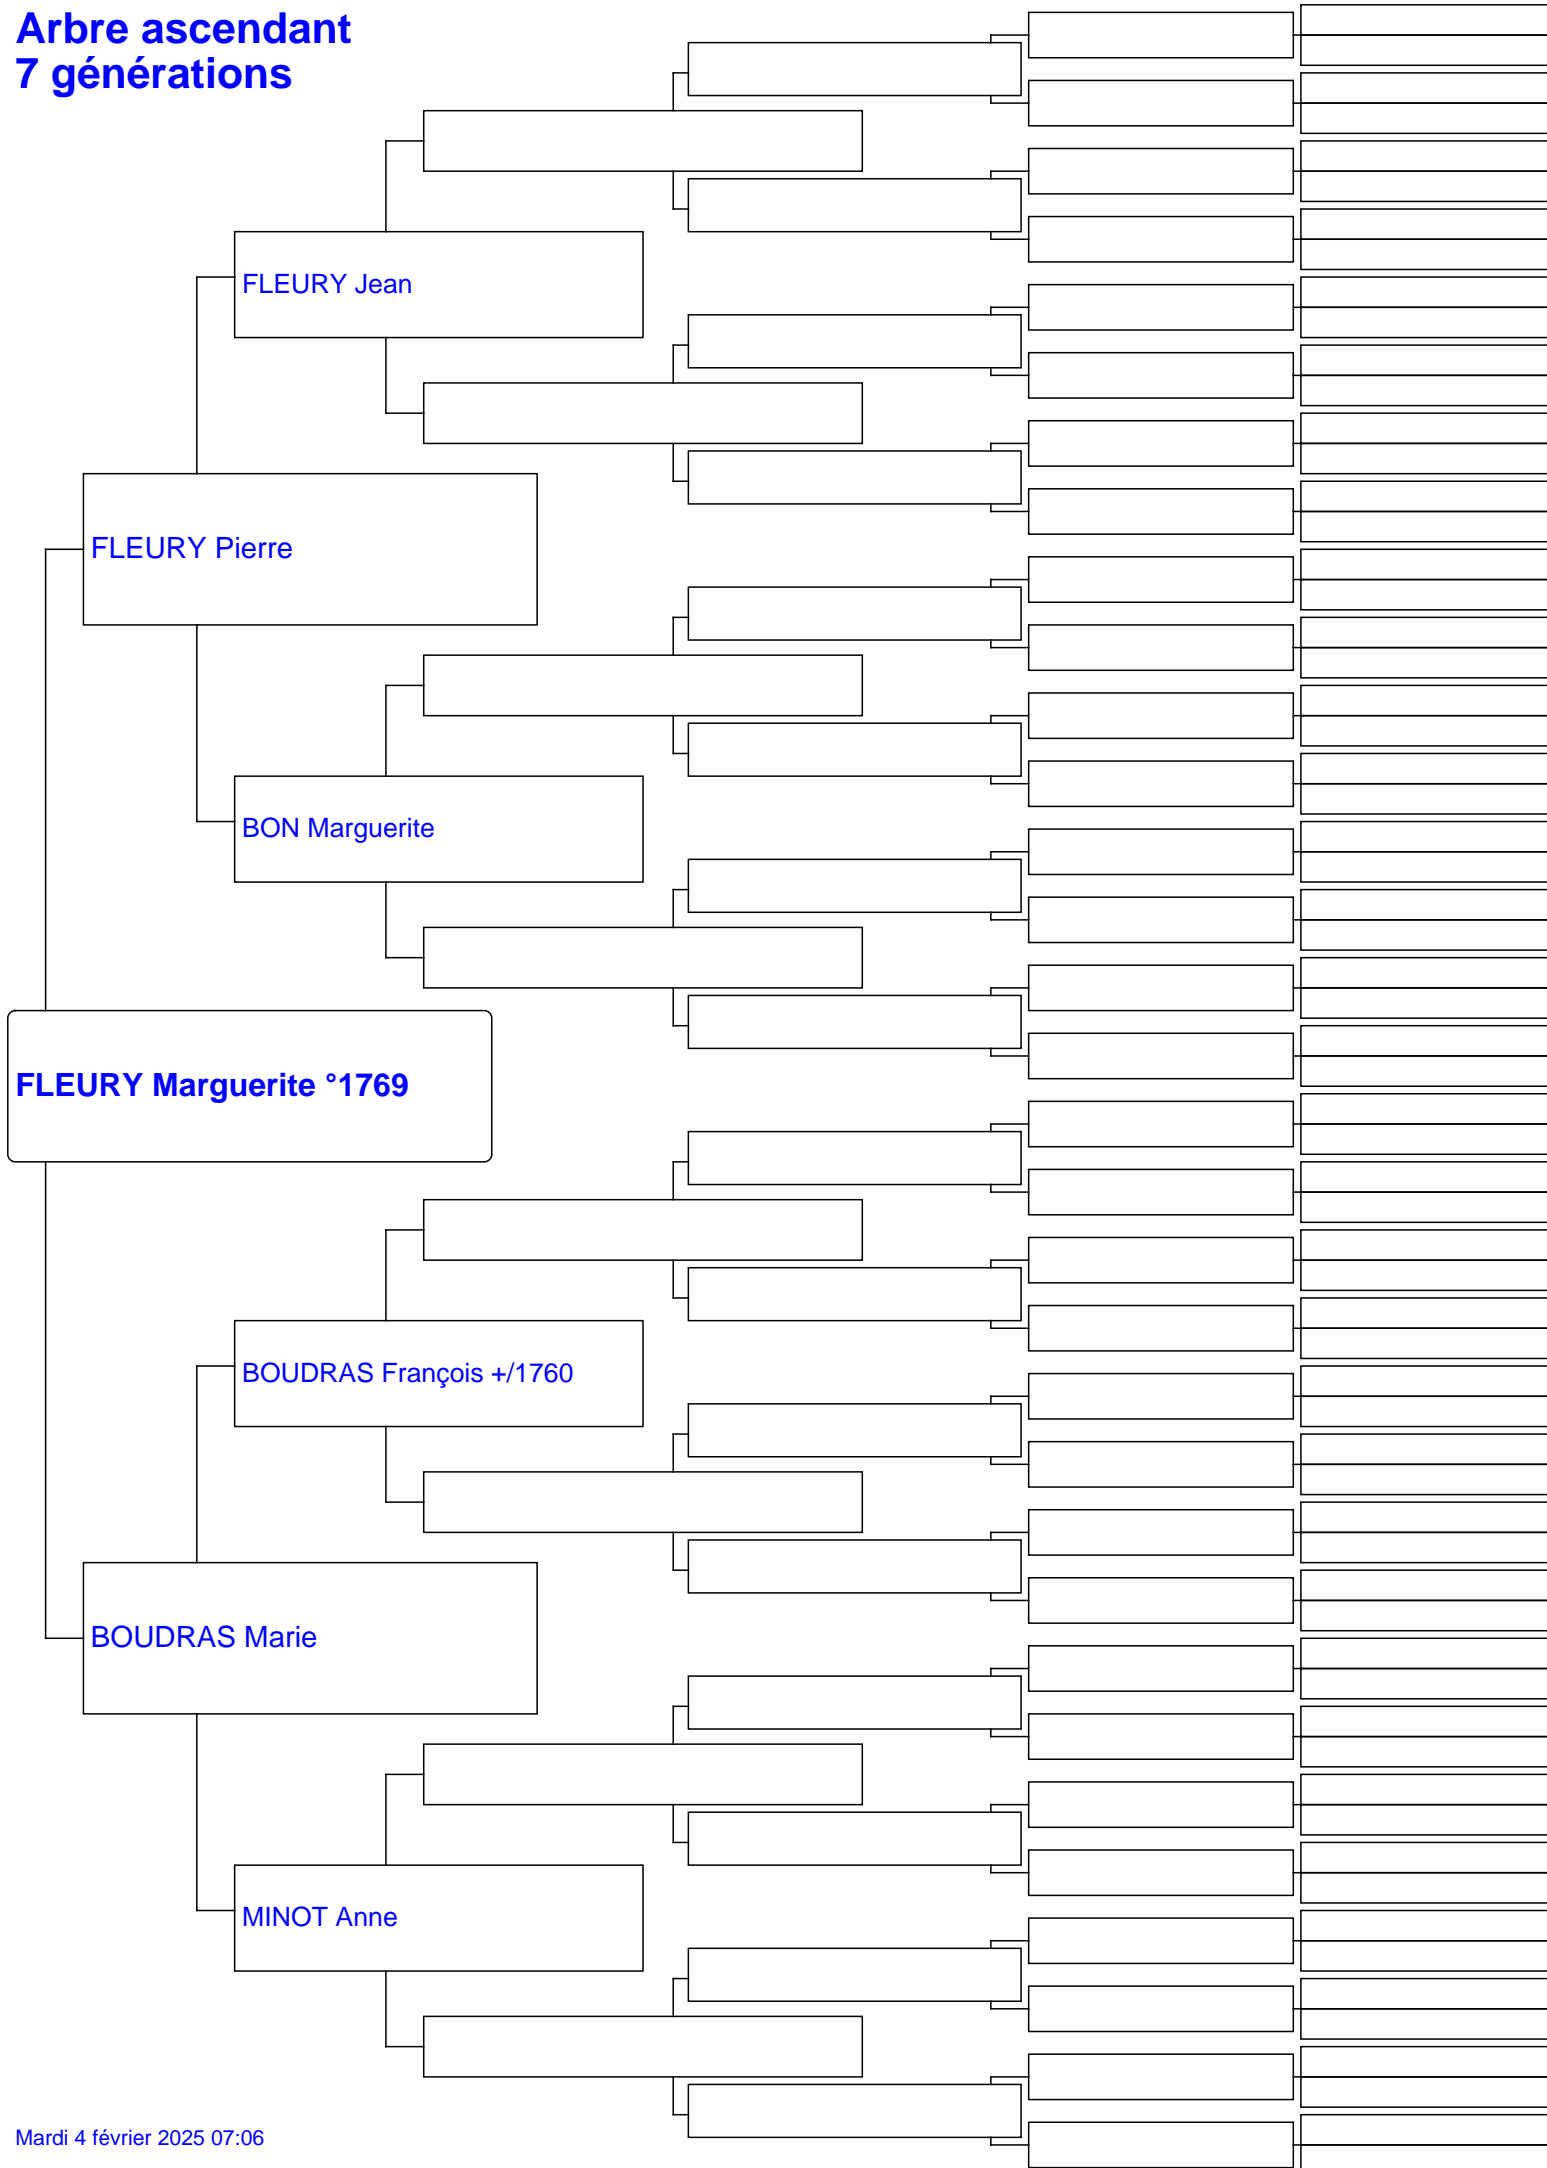 Arbre ascendant
7 générations
FLEURY Jean
FLEURY Pierre
BON Marguerite
FLEURY Marguerite °1769
BOUDRAS François +/1760
BOUDRAS Marie
MINOT Anne
Mardi 4 février 2025 07:06